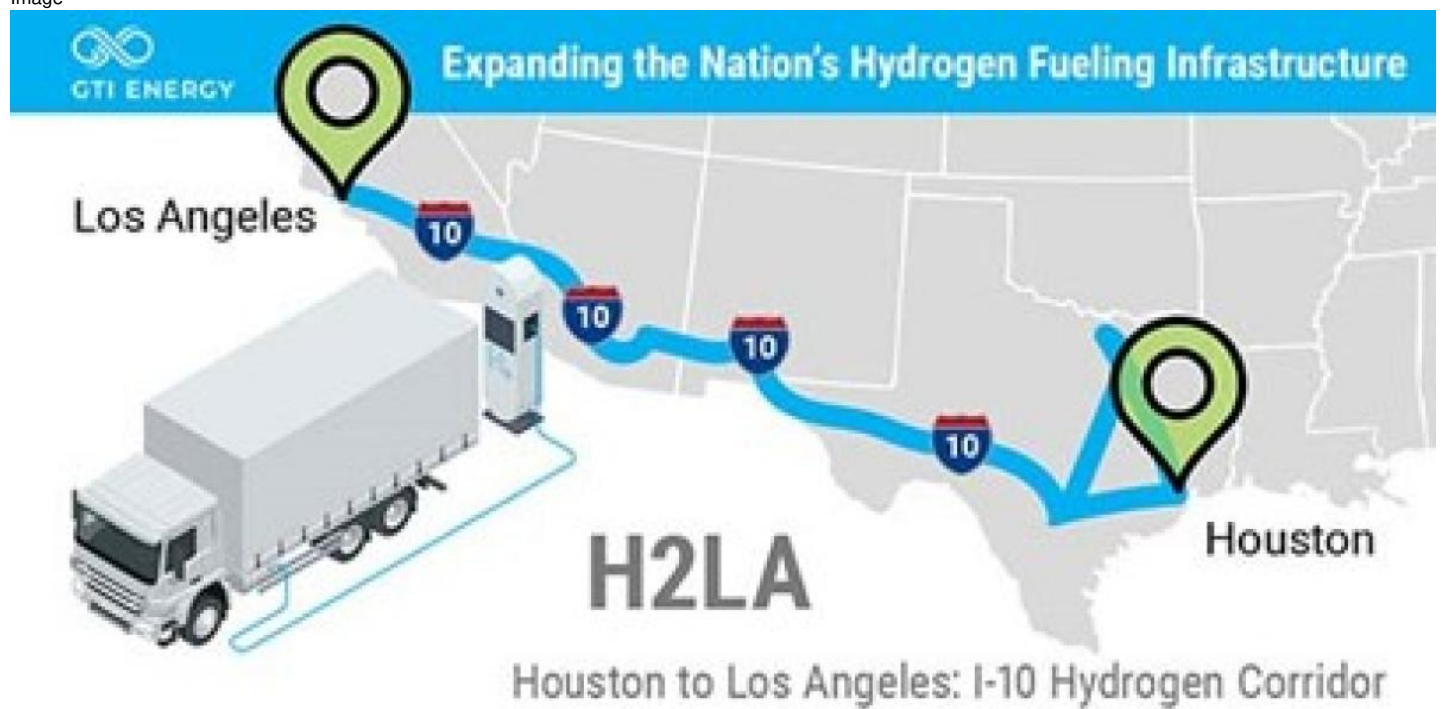 Image
GTI ENERGY
Expanding the Nation's Hydrogen Fueling Infrastructure
Los Angeles
10
10
10
10
Houston
H2LA
Houston to Los Angeles: I-10 Hydrogen Corridor